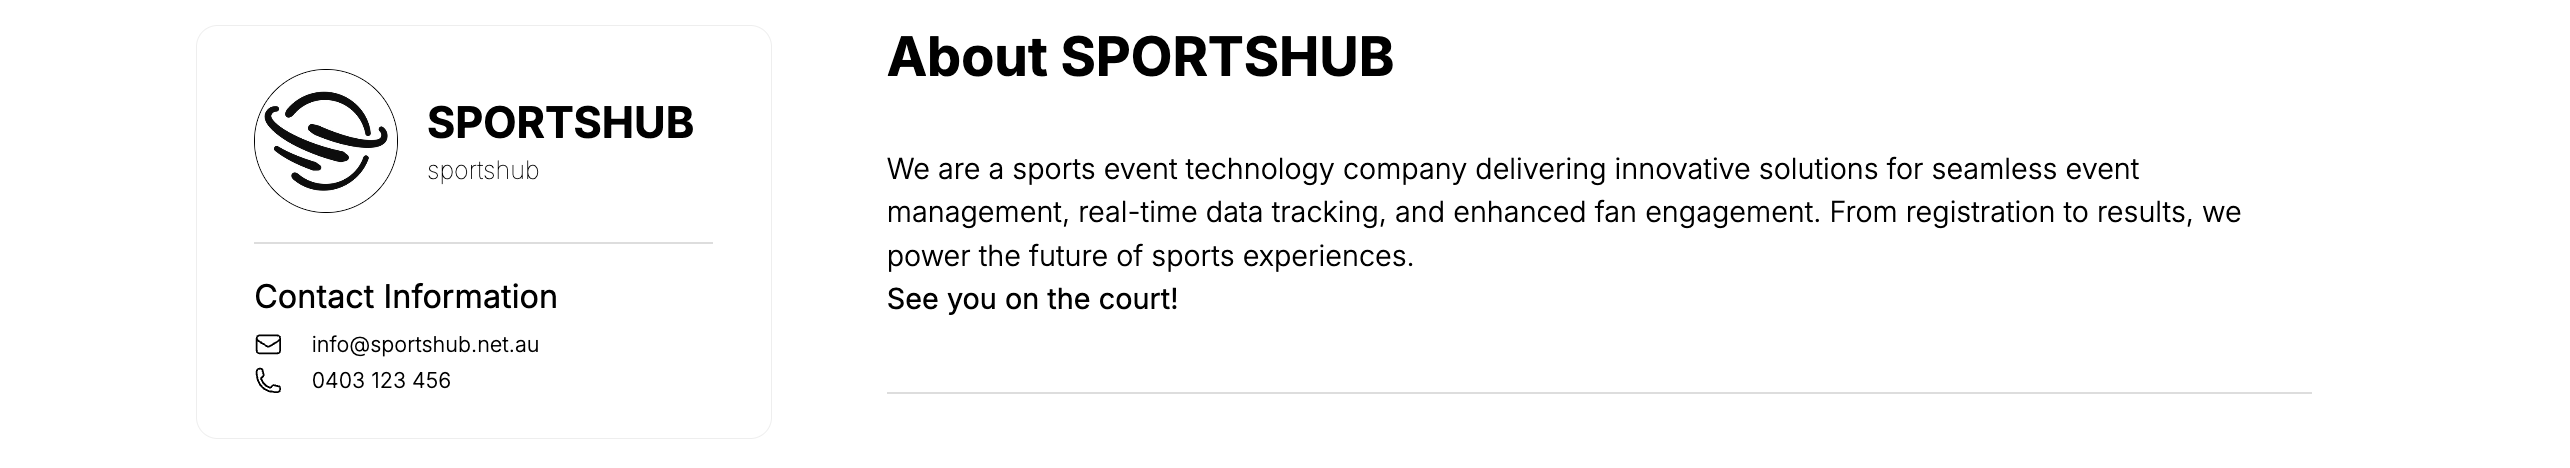 SPORTSHUB
sportshub
Contact Information
info@sportshub.net.au
0403 123 456
About SPORTSHUB
We are a sports event technology company delivering innovative solutions for seamless event
management, real-time data tracking, and enhanced fan engagement. From registration to results, we
power the future of sports experiences.
See you on the court!